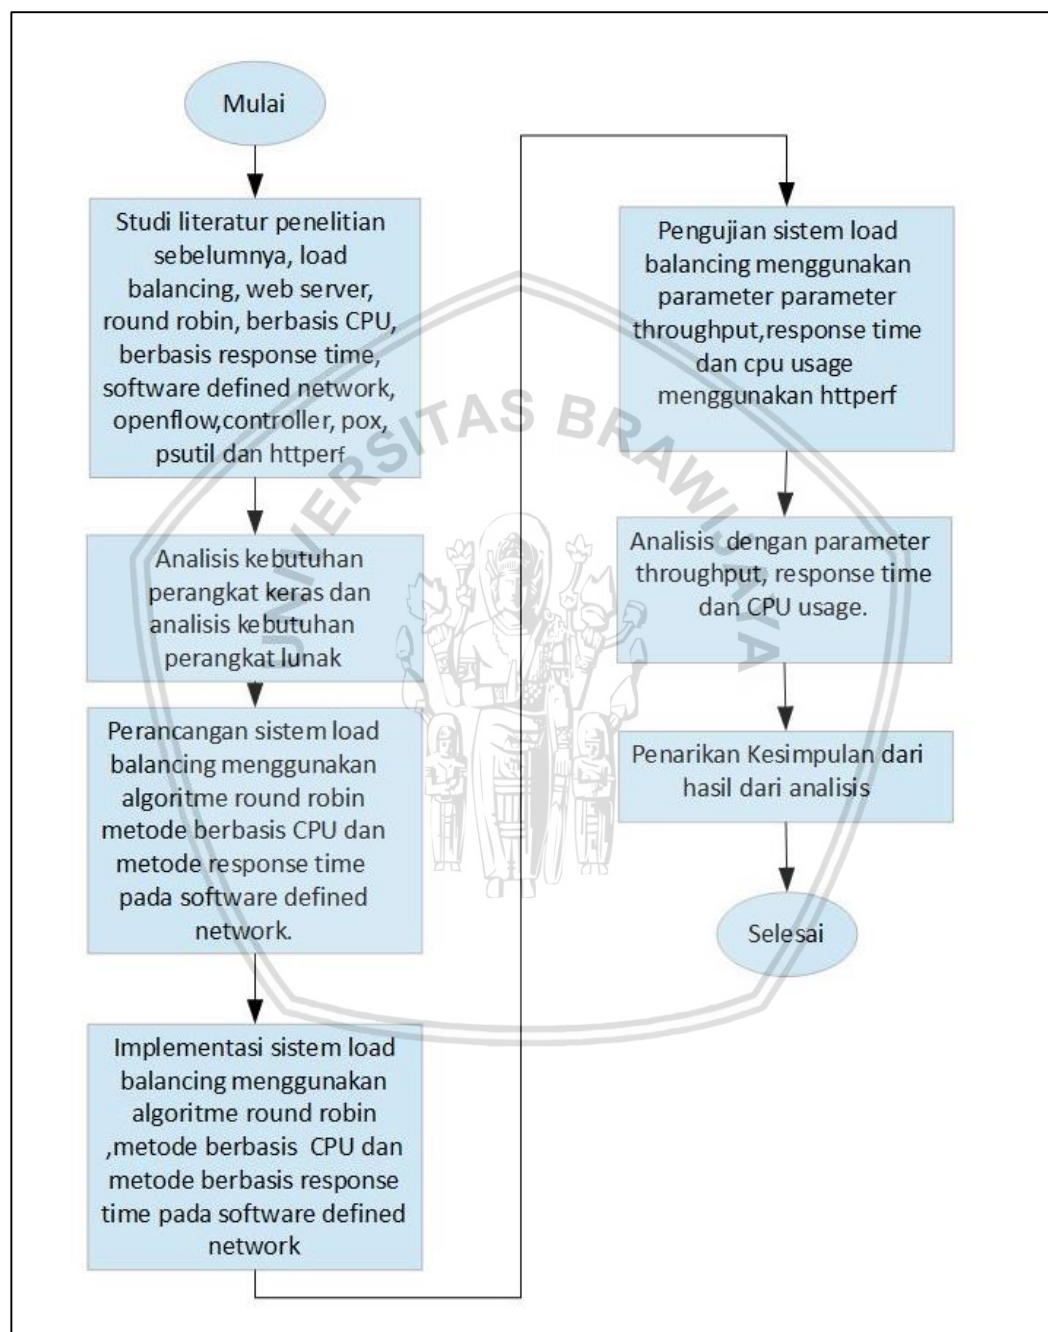 Mulai
Studi literatur penelitian
sebelumnya, load
balancing, web server,
round robin, berbasis CPU,
berbasis response time,
software defined network,
openflow,controller, pox,
psutil dan httperf
Analisis kebutuhan
perangkat keras dan
analisis kebutuhan
perangkat lunak
Perancangan sistem load
balancing menggunakan
algoritme round robin
metode berbasis CPU dan
metode response time
pada software defined
network.
Implementasi sistem load
balancing menggunakan
algoritme round robin
,metode berbasis CPU dan
metode berbasis response
time pada software defined
network
Pengujian sistem load
balancing menggunakan
parameter parameter
throughput,response time
dan cpu usage
menggunakan httperf
Analisis dengan parameter
throughput, response time
dan CPU usage.
Penarikan Kesimpulan dari
hasil dari analisis
Selesai
UNIVERSITAS BRAWIJAYA